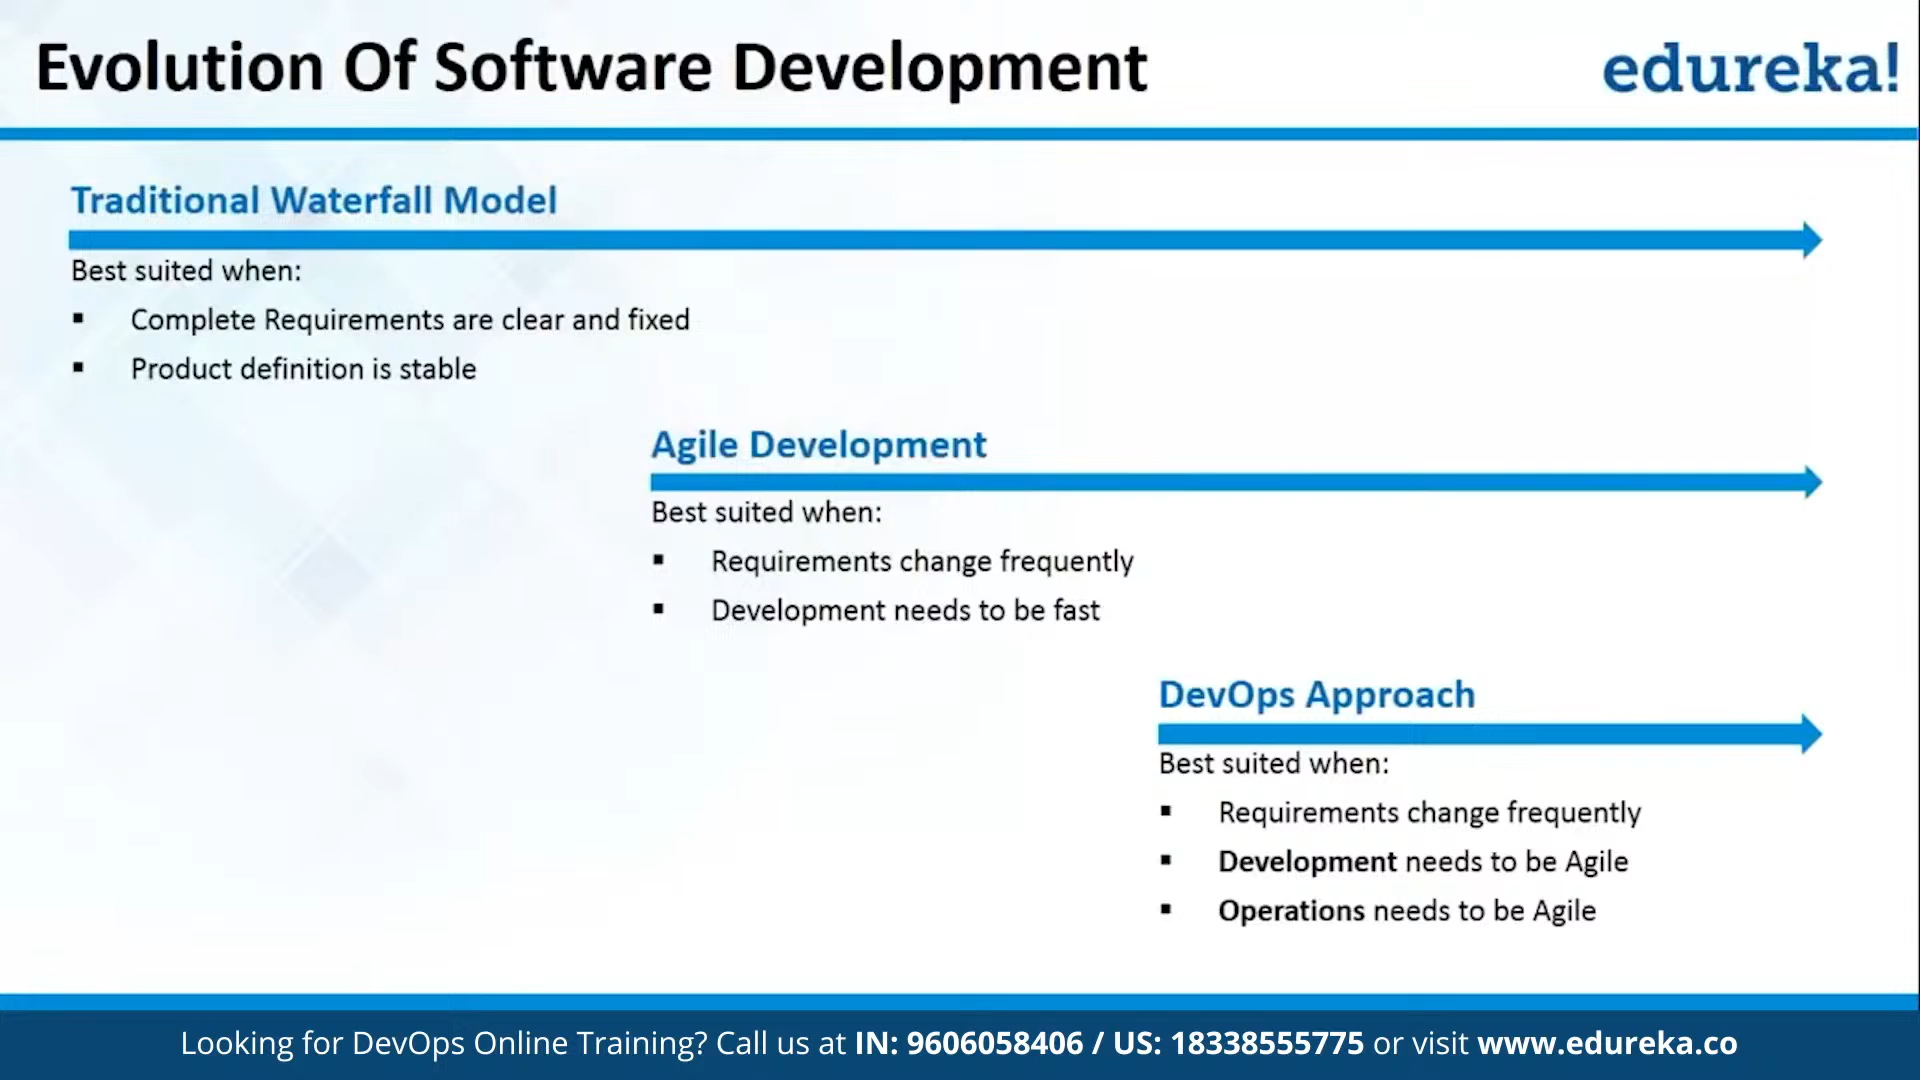 Evolution Of Software Development
edureka!
Traditional Waterfall Model
Best suited when:
▪ Complete Requirements are clear and fixed
▪ Product definition is stable
Agile Development
Best suited when:
▪ Requirements change frequently
▪ Development needs to be fast
DevOps Approach
Best suited when:
▪ Requirements change frequently
▪ Development needs to be Agile
▪ Operations needs to be Agile
Looking for DevOps Online Training? Call us at IN: 9606058406 / US: 18338555775 or visit www.edureka.co